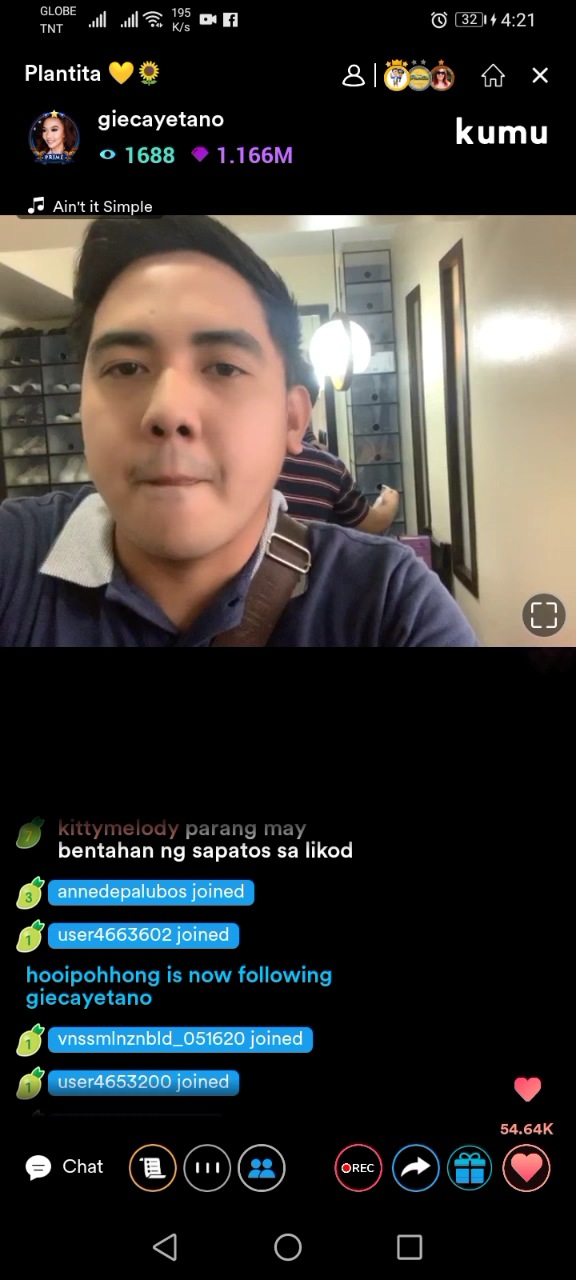 GLOBE
TNT
195
K/s
32
4:21
Plantita 💛🌻
giecayetano
kumu
PRIME
1688
1.166M
Ain't it Simple
7
kittymelody parang may
bentahan ng sapatos sa likod
3
annedepalubos joined
1
user4663602 joined
hooipohhong is now following
giecayetano
1
vnssmlnznbld_051620 joined
1
user4653200 joined
54.64K
Chat
REC